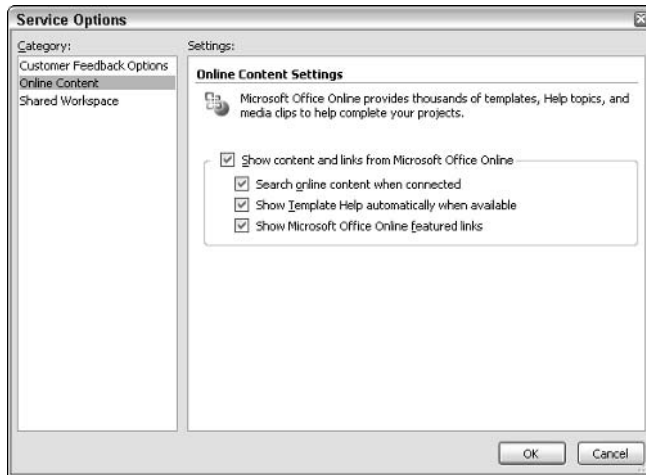 Service Options
Category:
Customer Feedback Options
Online Content
Shared Workspace
Settings:
Online Content Settings
Microsoft Office Online provides thousands of templates, Help topics, and
media clips to help complete your projects.
Show content and links from Microsoft Office Online
Search online content when connected
Show Template Help automatically when available
Show Microsoft Office Online featured links
OK
Cancel